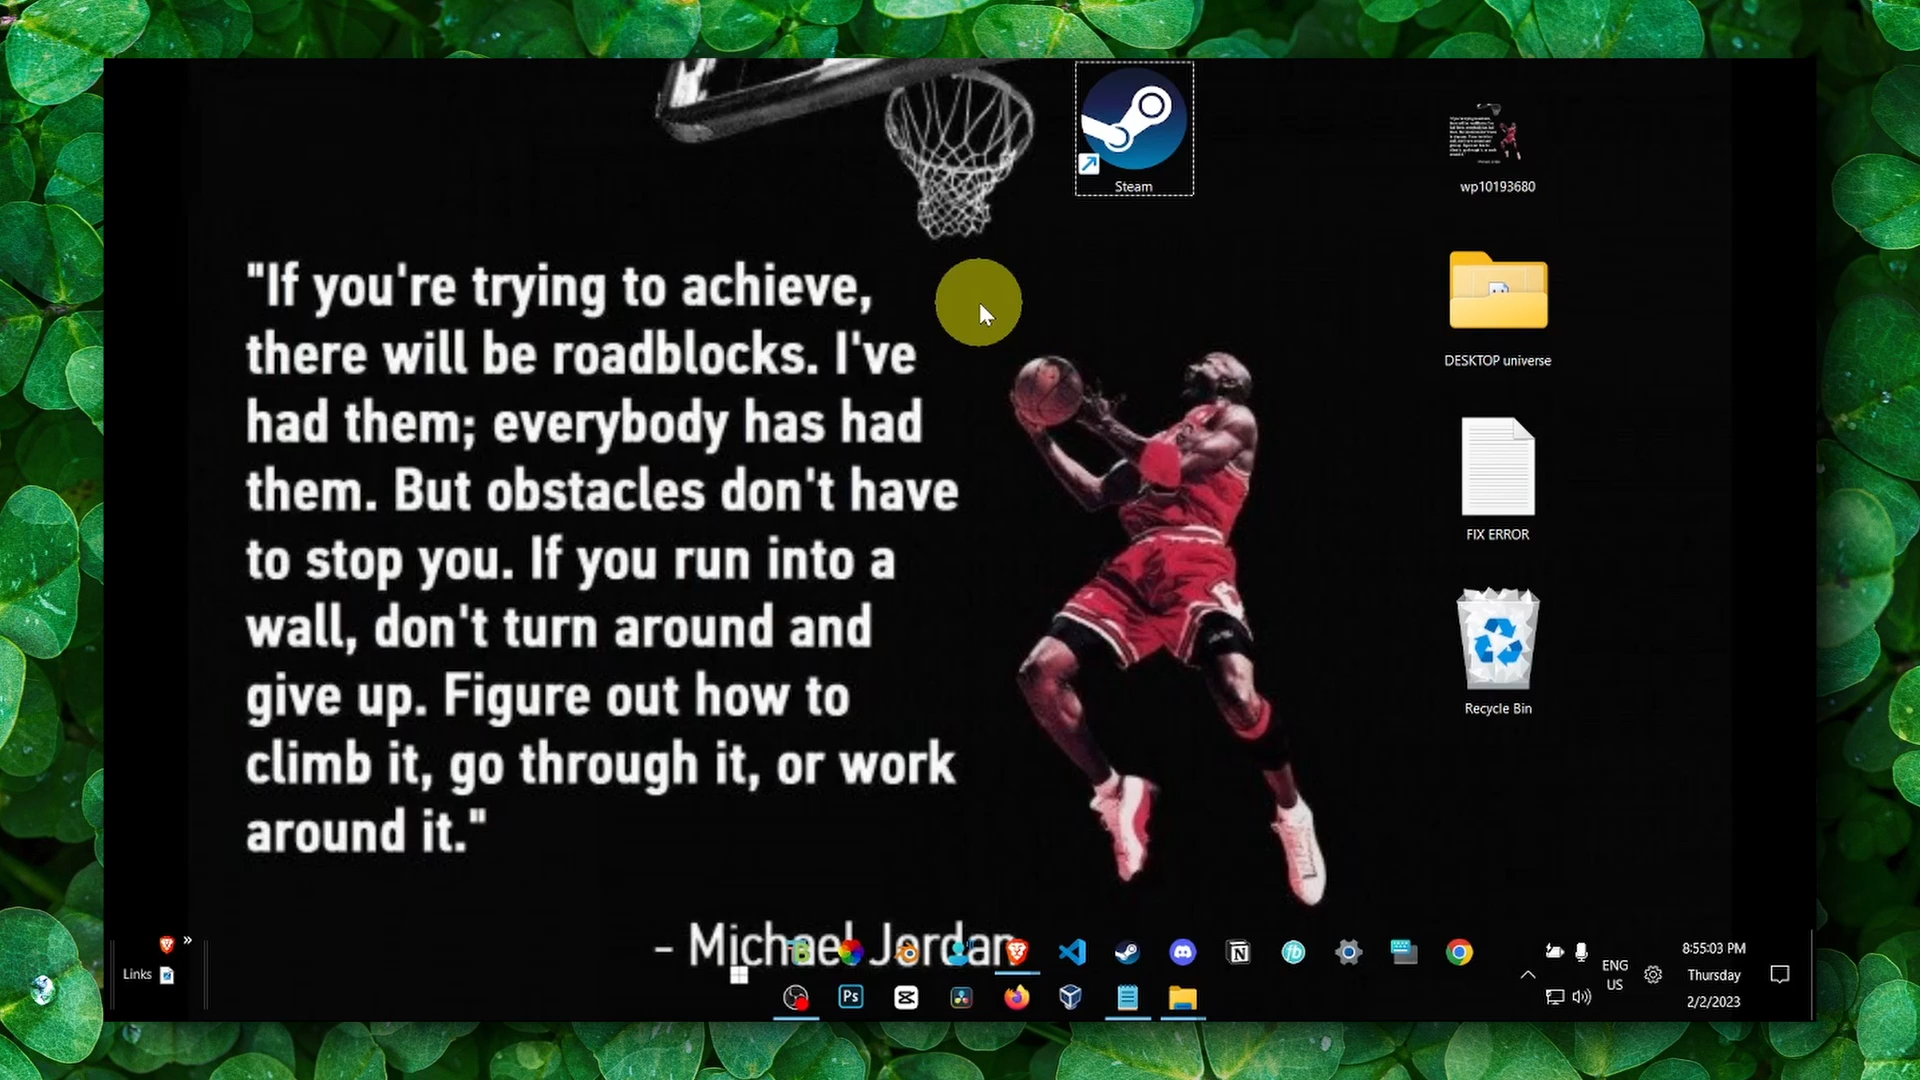 Steam
wp10193680
"If you're trying to achieve,
there will be roadblocks. I've
had them; everybody has had
them. But obstacles don't have
to stop you. If you run into a
wall, don't turn around and
give up. Figure out how to
climb it, go through it, or work
around it."
– Michael Jordan
DESKTOP universe
FIX ERROR
Recycle Bin
»
Links
Ps
N
fb
ENG
US
8:55:03 PM
Thursday
2/2/2023